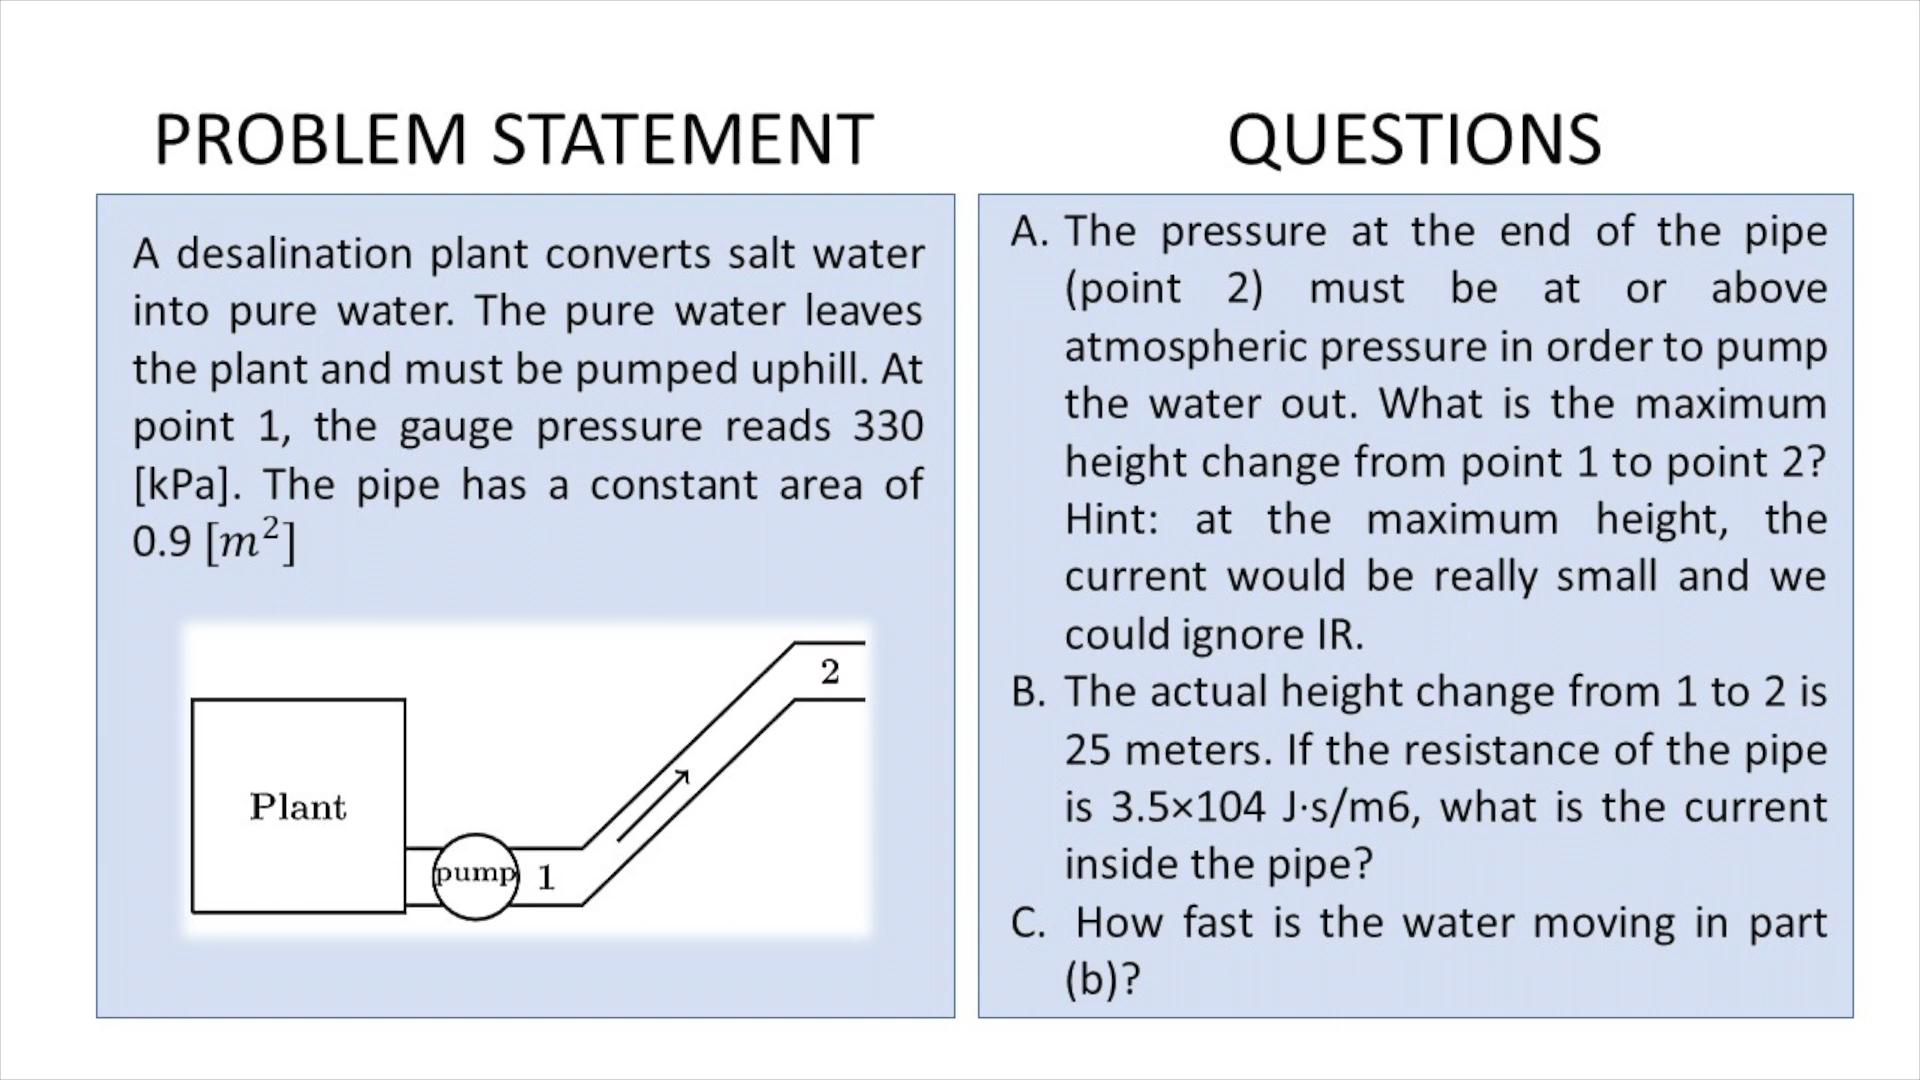 PROBLEM STATEMENT
A desalination plant converts salt water
into pure water. The pure water leaves
the plant and must be pumped uphill. At
point 1, the gauge pressure reads 330
[kPa]. The pipe has a constant area of
0.9 [m²]
Plant
pump
1
2
QUESTIONS
A. The pressure at the end of the pipe
(point 2) must be at or above
atmospheric pressure in order to pump
the water out. What is the maximum
height change from point 1 to point 2?
Hint: at the maximum height, the
current would be really small and we
could ignore IR.
B. The actual height change from 1 to 2 is
25 meters. If the resistance of the pipe
is 3.5×104 J·s/m6, what is the current
inside the pipe?
C. How fast is the water moving in part
(b)?